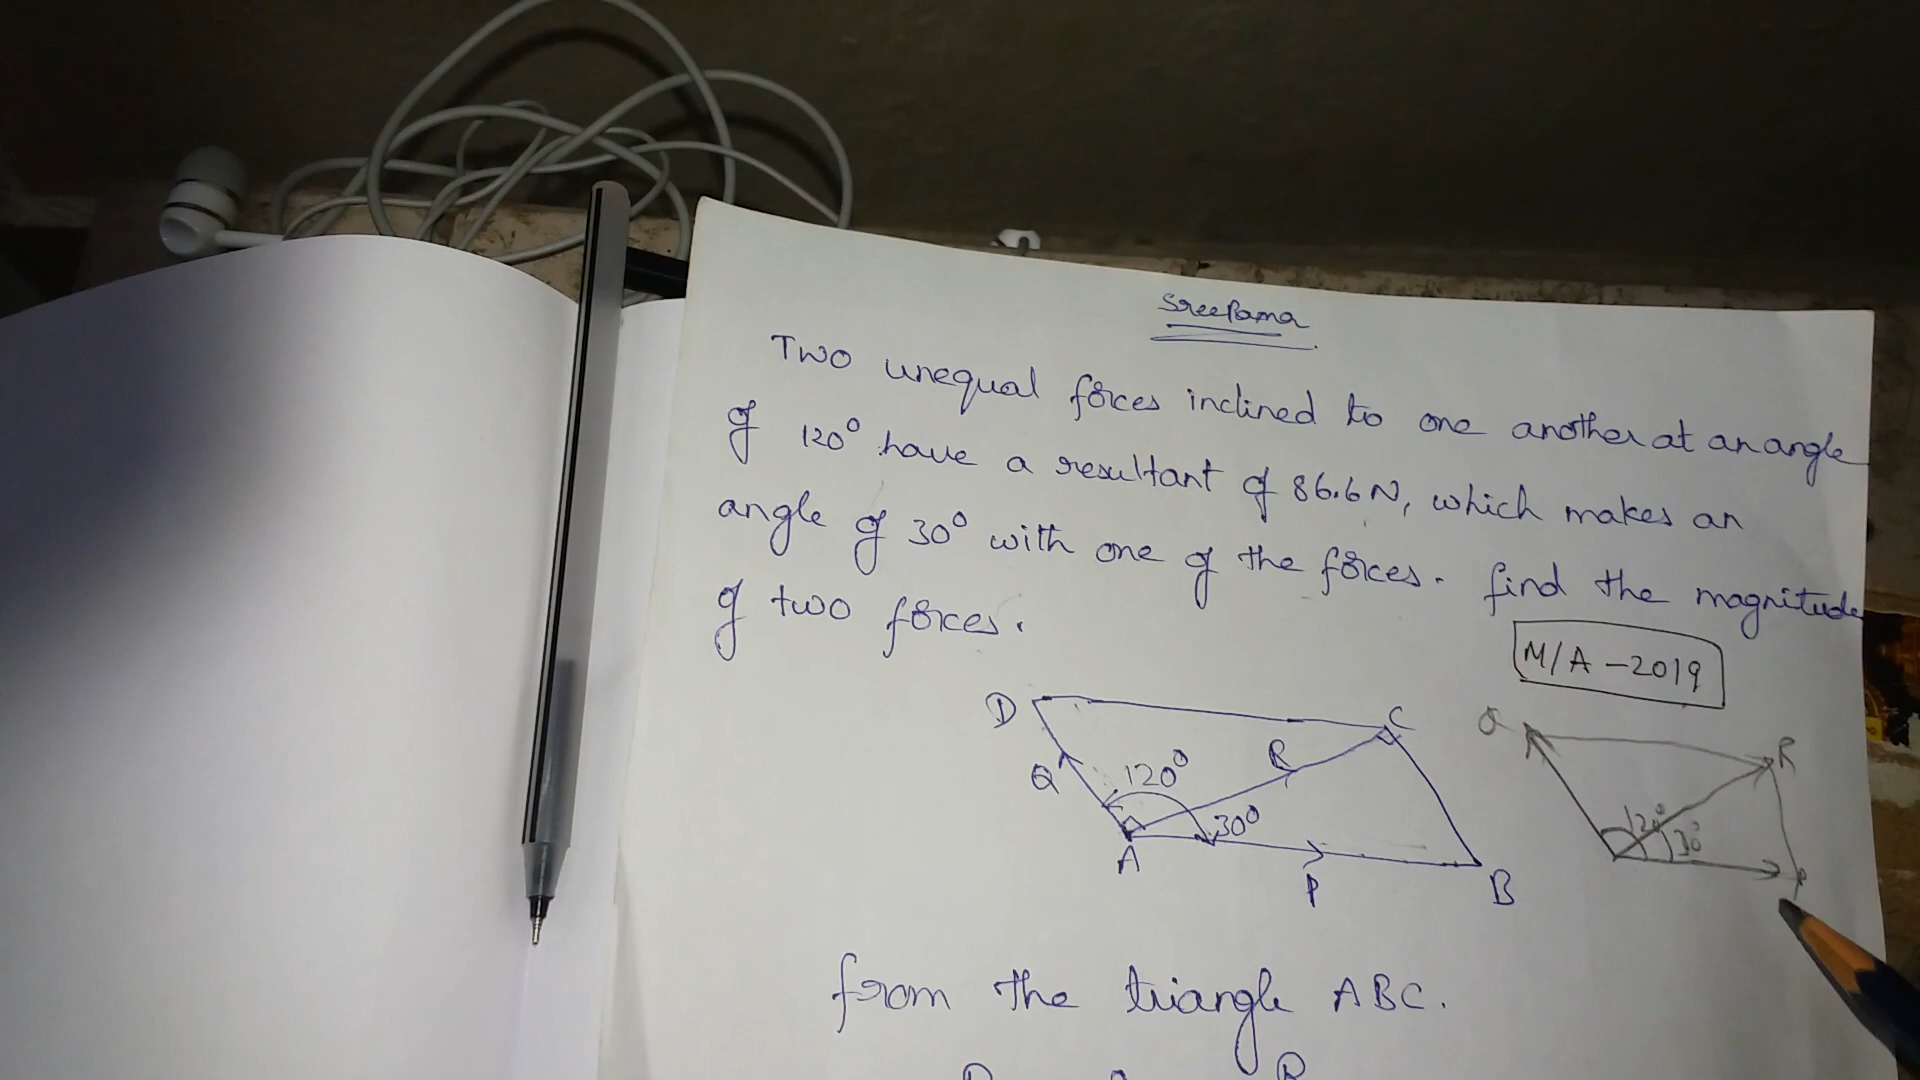 Sreerama
Two unequal forces inclined to one another at an angle
of 120° have a resultant of 86.6N, which makes an
angle of 30° with one of the forces. find the magnitude
of two forces.
M/A - 2019
D
C
Q
120°
R
30°
A
P
B
Q
R
120°
30°
P
from the triangle ABC.